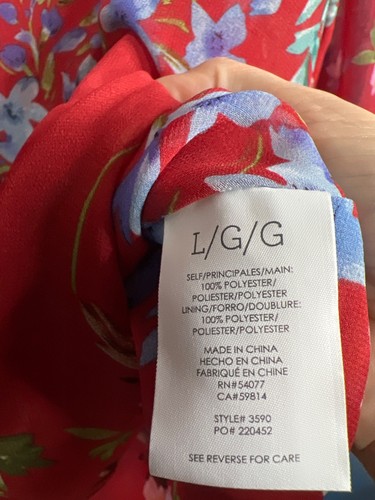 L/G/G
SELF/PRINCIPALES/MAIN:
100% POLYESTER/
POLIESTER/POLYESTER
LINING/FORRO/DOUBLURE:
100% POLYESTER/
POLIESTER/POLYESTER
MADE IN CHINA
HECHO EN CHINA
FABRIQUÉ EN CHINE
RN#54077
CA#59814
STYLE# 3590
PO# 220452
SEE REVERSE FOR CARE